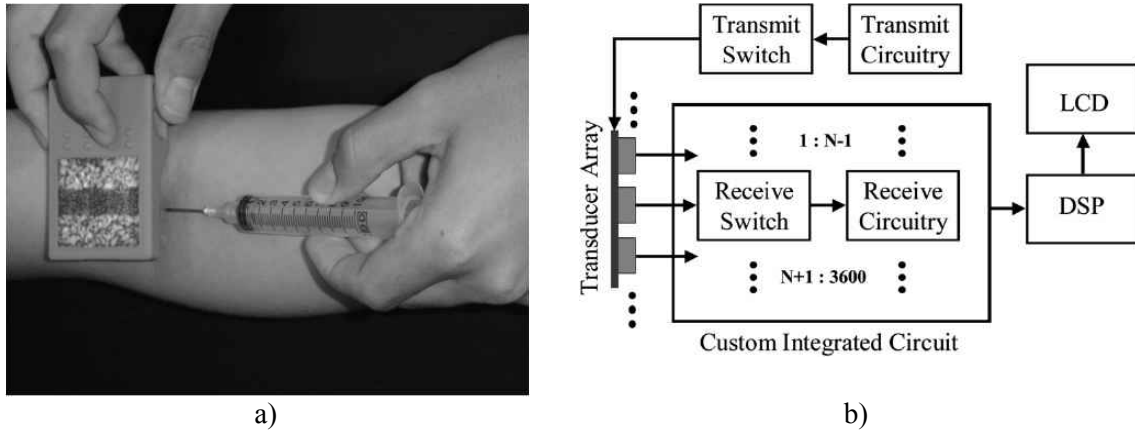 Transmit
Switch
Transmit
Circuitry
LCD
DSP
Transducer Array
1 : N-1
Receive
Switch
Receive
Circuitry
N+1 : 3600
Custom Integrated Circuit
a)
b)